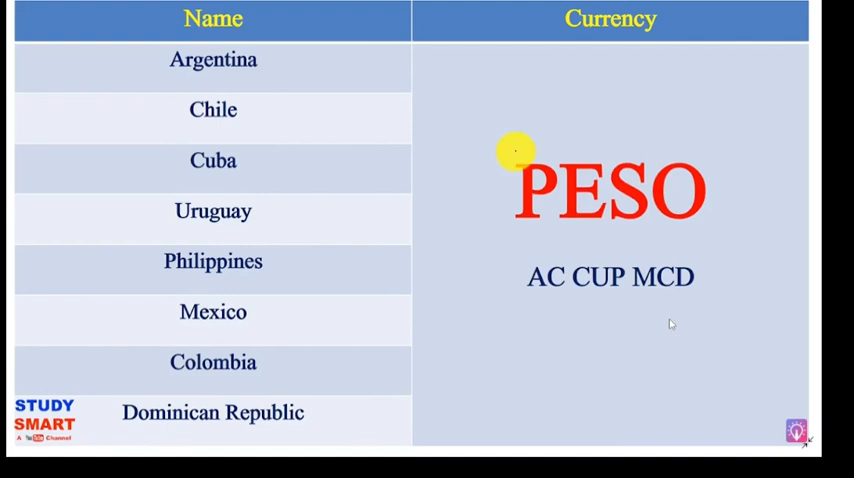 Name
Currency
Argentina
Chile
Cuba
Uruguay
Philippines
Mexico
Colombia
Dominican Republic
PESO
AC CUP MCD
STUDY
SMART
A YouTube Channel